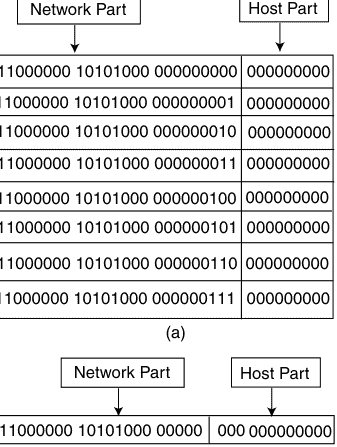 Network Part Host Part
11000000 10101000 000000000 000000000
11000000 10101000 000000001 000000000
11000000 10101000 000000010 000000000
11000000 10101000 000000011 000000000
11000000 10101000 000000100 000000000
11000000 10101000 000000101 000000000
11000000 10101000 000000110 000000000
11000000 10101000 000000111 000000000
(a)
Network Part Host Part
11000000 10101000 00000 000 000000000